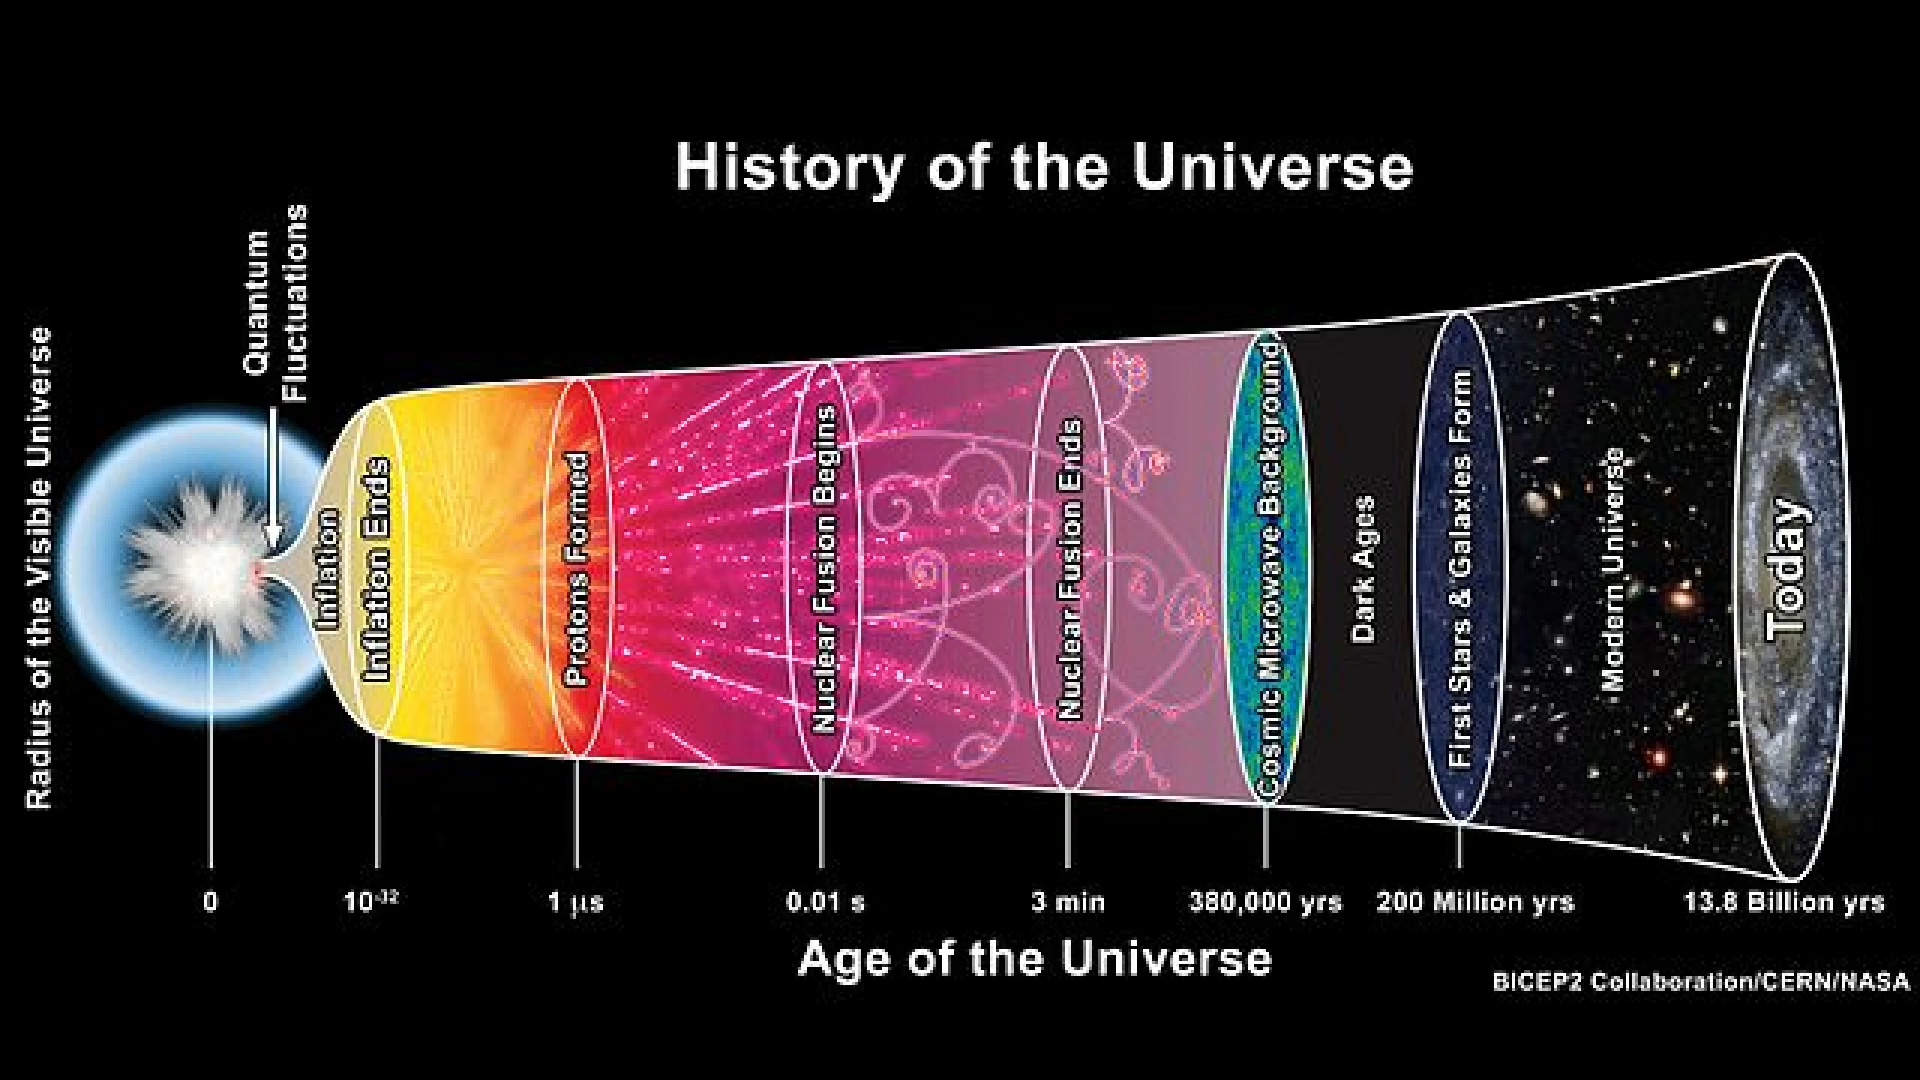 History of the Universe
Radius of the Visible Universe
Quantum
Fluctuations
Inflation
Inflation Ends
Protons Formed
Nuclear Fusion Begins
Nuclear Fusion Ends
Cosmic Microwave Background
Dark Ages
First Stars & Galaxies Form
Modern Universe
Today
0
10⁻³²
1 µs
0.01 s
3 min
380,000 yrs
200 Million yrs
13.8 Billion yrs
Age of the Universe
BICEP2 Collaboration/CERN/NASA